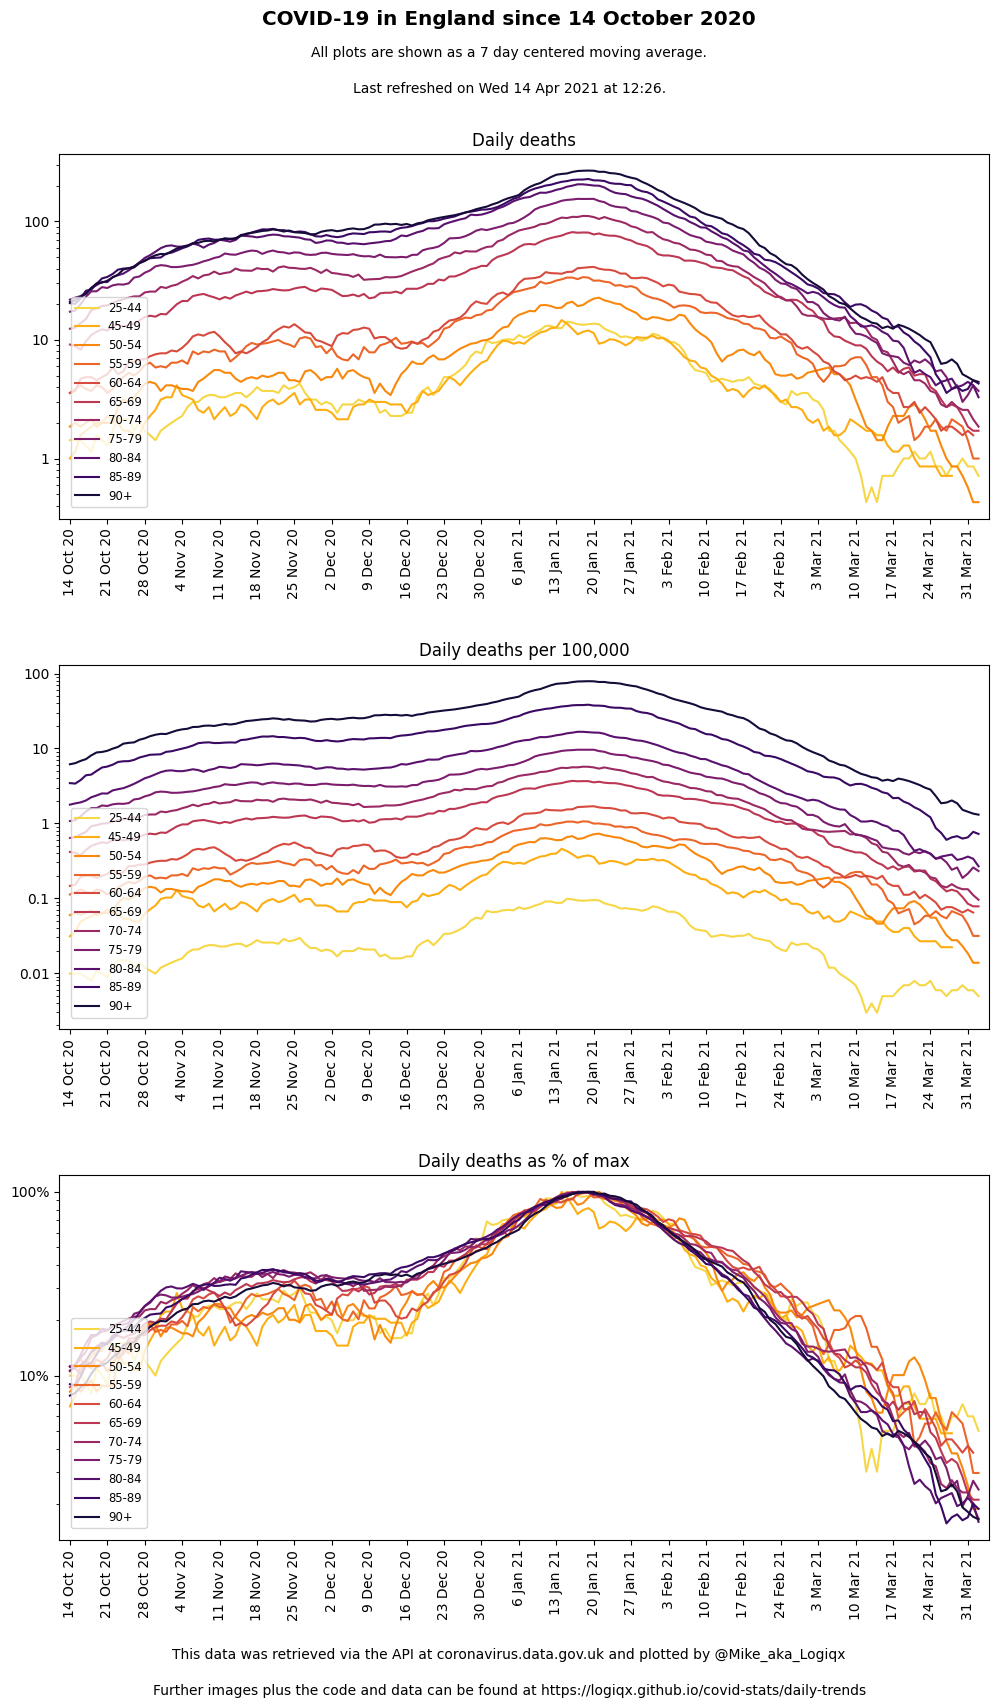 COVID-19 in England since 14 October 2020
All plots are shown as a 7 day centered moving average.
Last refreshed on Wed 14 Apr 2021 at 12:26.
Daily deaths
100
10
1
25-44
45-49
50-54
55-59
60-64
65-69
70-74
75-79
80-84
85-89
90+
14 Oct 20
21 Oct 20
28 Oct 20
4 Nov 20
11 Nov 20
18 Nov 20
25 Nov 20
2 Dec 20
9 Dec 20
16 Dec 20
23 Dec 20
30 Dec 20
6 Jan 21
13 Jan 21
20 Jan 21
27 Jan 21
3 Feb 21
10 Feb 21
17 Feb 21
24 Feb 21
3 Mar 21
10 Mar 21
17 Mar 21
24 Mar 21
31 Mar 21
Daily deaths per 100,000
100
10
1
0.1
0.01
25-44
45-49
50-54
55-59
60-64
65-69
70-74
75-79
80-84
85-89
90+
14 Oct 20
21 Oct 20
28 Oct 20
4 Nov 20
11 Nov 20
18 Nov 20
25 Nov 20
2 Dec 20
9 Dec 20
16 Dec 20
23 Dec 20
30 Dec 20
6 Jan 21
13 Jan 21
20 Jan 21
27 Jan 21
3 Feb 21
10 Feb 21
17 Feb 21
24 Feb 21
3 Mar 21
10 Mar 21
17 Mar 21
24 Mar 21
31 Mar 21
Daily deaths as % of max
100%
10%
25-44
45-49
50-54
55-59
60-64
65-69
70-74
75-79
80-84
85-89
90+
14 Oct 20
21 Oct 20
28 Oct 20
4 Nov 20
11 Nov 20
18 Nov 20
25 Nov 20
2 Dec 20
9 Dec 20
16 Dec 20
23 Dec 20
30 Dec 20
6 Jan 21
13 Jan 21
20 Jan 21
27 Jan 21
3 Feb 21
10 Feb 21
17 Feb 21
24 Feb 21
3 Mar 21
10 Mar 21
17 Mar 21
24 Mar 21
31 Mar 21
This data was retrieved via the API at coronavirus.data.gov.uk and plotted by @Mike_aka_Logiqx
Further images plus the code and data can be found at https://logiqx.github.io/covid-stats/daily-trends